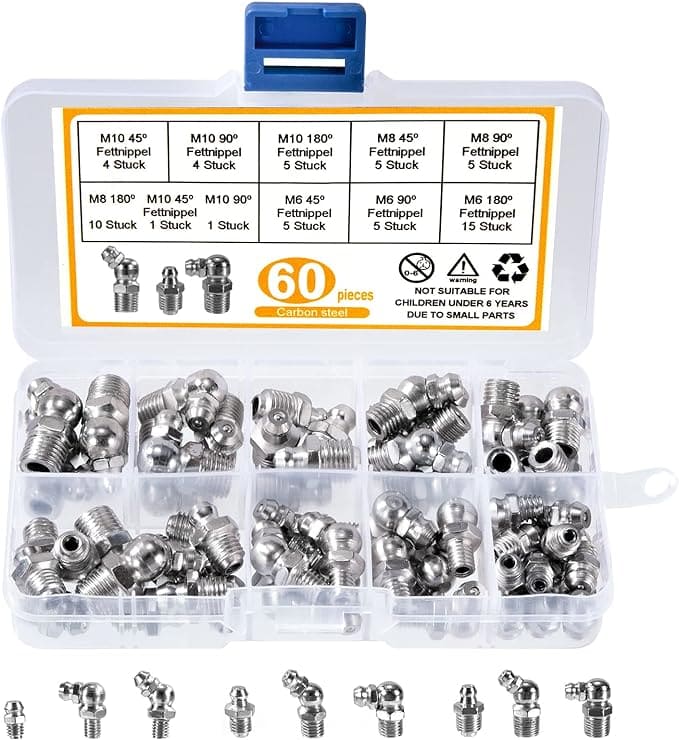 M10 45º
Fettnippel
4 Stuck
M10 90º
Fettnippel
4 Stuck
M10 180º
Fettnippel
5 Stuck
M8 45º
Fettnippel
5 Stuck
M8 90º
Fettnippel
5 Stuck
M8 180º
10 Stuck
M10 45º
Fettnippel
1 Stuck
M10 90º
1 Stuck
M6 45º
Fettnippel
5 Stuck
M6 90º
Fettnippel
5 Stuck
M6 180º
Fettnippel
15 Stuck
60 pieces
Carbon steel
0-6
warning
NOT SUITABLE FOR
CHILDREN UNDER 6 YEARS
DUE TO SMALL PARTS